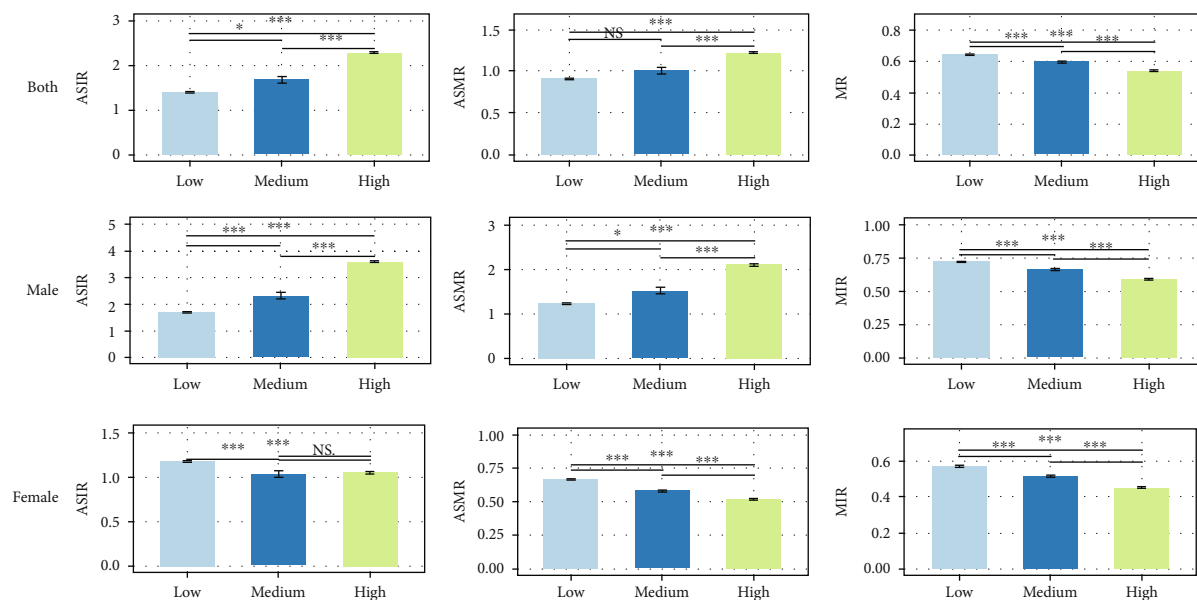 Both
ASIR
3
2
1
0
***
*
***
Low Medium High
ASMR
1.5
1.0
0.5
0.0
***
NS
***
Low Medium High
MR
0.8
0.6
0.4
0.2
0.0
*** *** ***
Low Medium High
Male
ASIR
5
4
3
2
1
0
*** ***
***
Low Medium High
ASMR
3
2
1
0
* ***
***
Low Medium High
MIR
1.00
0.75
0.50
0.25
0.00
***
*** ***
Low Medium High
Female
ASIR
1.5
1.0
0.5
0.0
*** *** NS.
Low Medium High
ASMR
1.00
0.75
0.50
0.25
0.00
***
*** ***
Low Medium High
MIR
0.6
0.4
0.2
0.0
***
*** ***
Low Medium High